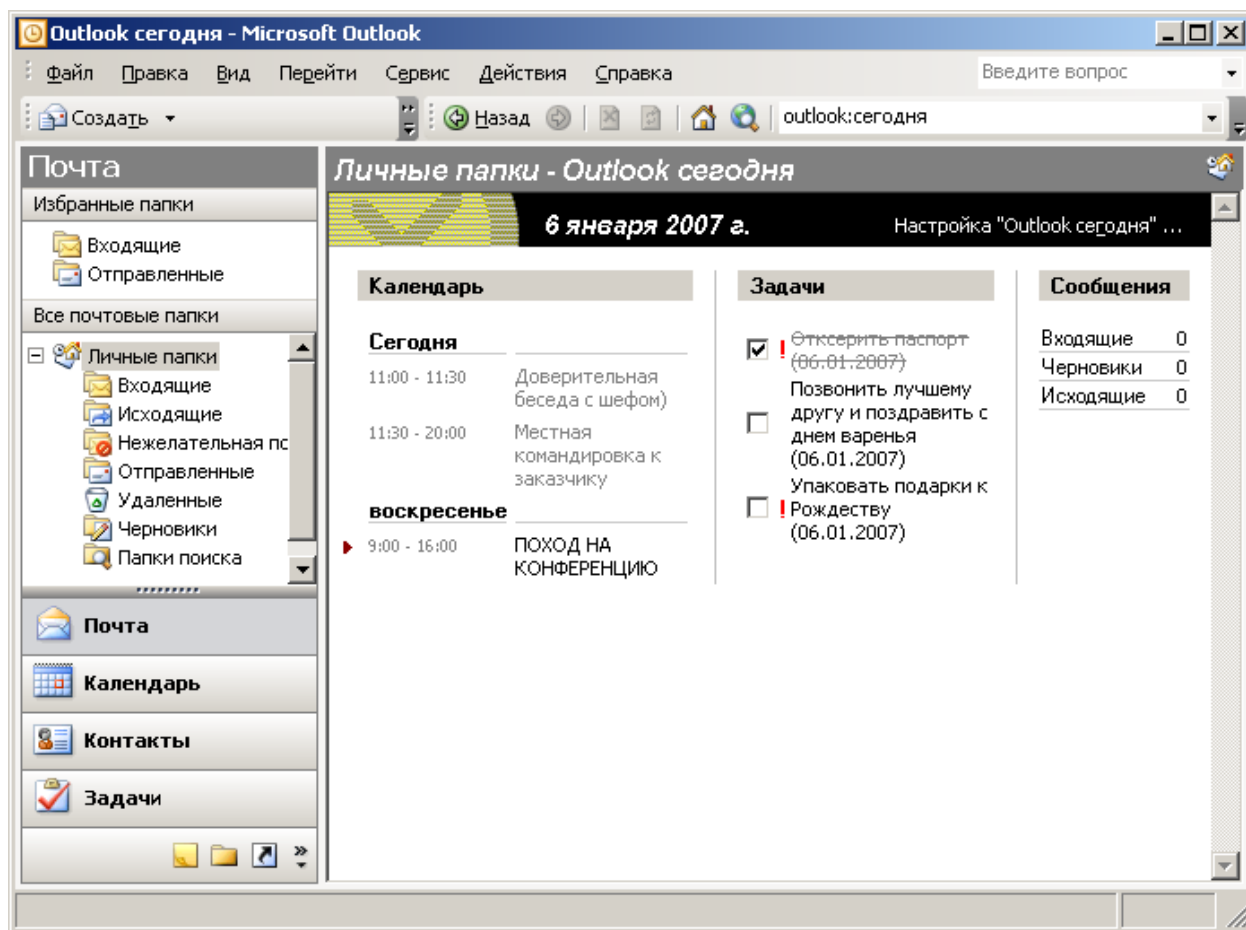 Outlook сегодня - Microsoft Outlook
Файл Правка Вид Перейти Сервис Действия Справка Введите вопрос
Создать Назад outlook:сегодня
Почта
Избранные папки
Входящие
Отправленные
Все почтовые папки
Личные папки
Входящие
Исходящие
Нежелательная пс
Отправленные
Удаленные
Черновики
Папки поиска
Почта
Календарь
Контакты
Задачи
Личные папки - Outlook сегодня
6 января 2007 г. Настройка "Outlook сегодня" ...
Календарь
Сегодня
11:00 - 11:30 Доверительная
беседа с шефом)
11:30 - 20:00 Местная
командировка к
заказчику
воскресенье
9:00 - 16:00 ПОХОД НА
КОНФЕРЕНЦИЮ
Задачи
! Отксерить паспорт
(06.01.2007)
Позвонить лучшему
другу и поздравить с
днем варенья
(06.01.2007)
Упаковать подарки к
! Рождеству
(06.01.2007)
Сообщения
Входящие 0
Черновики 0
Исходящие 0